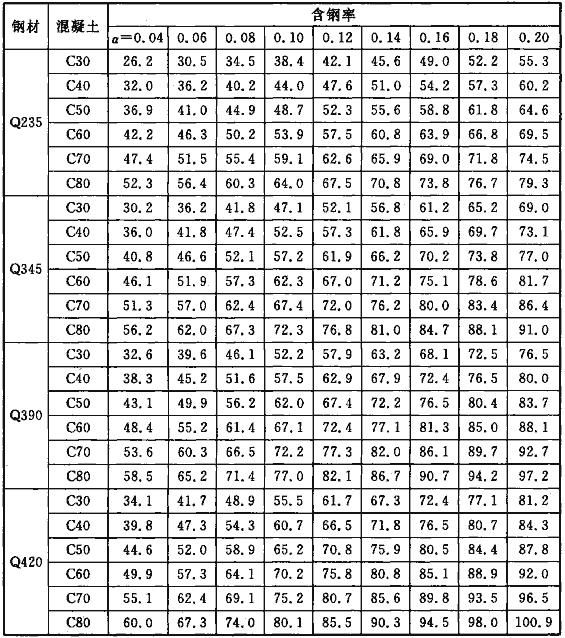 钢材 混凝土 含钢率
α=0.04 0.06 0.08 0.10 0.12 0.14 0.16 0.18 0.20
Q235 C30 26.2 30.5 34.5 38.4 42.1 45.6 49.0 52.2 55.3
C40 32.0 36.2 40.2 44.0 47.6 51.0 54.2 57.3 60.2
C50 36.9 41.0 44.9 48.7 52.3 55.6 58.8 61.8 64.6
C60 42.2 46.3 50.2 53.9 57.5 60.8 63.9 66.8 69.5
C70 47.4 51.5 55.4 59.1 62.6 65.9 69.0 71.8 74.5
C80 52.3 56.4 60.3 64.0 67.5 70.8 73.8 76.7 79.3
Q345 C30 30.2 36.2 41.8 47.1 52.1 56.8 61.2 65.2 69.0
C40 36.0 41.8 47.4 52.5 57.3 61.8 65.9 69.7 73.1
C50 40.8 46.6 52.1 57.2 61.9 66.2 70.2 73.8 77.0
C60 46.1 51.9 57.3 62.3 67.0 71.2 75.1 78.6 81.7
C70 51.3 57.0 62.4 67.4 72.0 76.2 80.0 83.4 86.4
C80 56.2 62.0 67.3 72.3 76.8 81.0 84.7 88.1 91.0
Q390 C30 32.6 39.6 46.1 52.2 57.9 63.2 68.1 72.5 76.5
C40 38.3 45.2 51.6 57.5 62.9 67.9 72.4 76.5 80.0
C50 43.1 49.9 56.2 62.0 67.4 72.2 76.5 80.4 83.7
C60 48.4 55.2 61.4 67.1 72.4 77.1 81.3 85.0 88.1
C70 53.6 60.3 66.5 72.2 77.3 82.0 86.1 89.7 92.7
C80 58.5 65.2 71.4 77.0 82.1 86.7 90.7 94.2 97.2
Q420 C30 34.1 41.7 48.9 55.5 61.7 67.3 72.4 77.1 81.2
C40 39.8 47.3 54.3 60.7 66.5 71.8 76.5 80.7 84.3
C50 44.6 52.0 58.9 65.2 70.8 75.9 80.5 84.4 87.8
C60 49.9 57.3 64.1 70.2 75.8 80.8 85.1 88.9 92.0
C70 55.1 62.4 69.1 75.2 80.7 85.6 89.8 93.5 96.5
C80 60.0 67.3 74.0 80.1 85.5 90.3 94.5 98.0 100.9